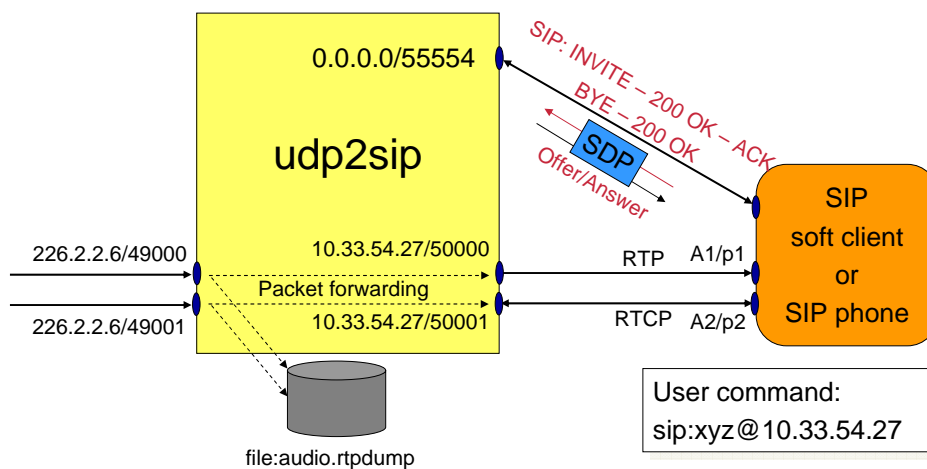 0.0.0.0/55554
SIP: INVITE – 200 OK – ACK
BYE – 200 OK
SDP
Offer/Answer
udp2sip
SIP
soft client
or
SIP phone
226.2.2.6/49000
10.33.54.27/50000
RTP
A1/p1
Packet forwarding
226.2.2.6/49001
10.33.54.27/50001
RTCP
A2/p2
User command:
sip:xyz@10.33.54.27
file:audio.rtpdump